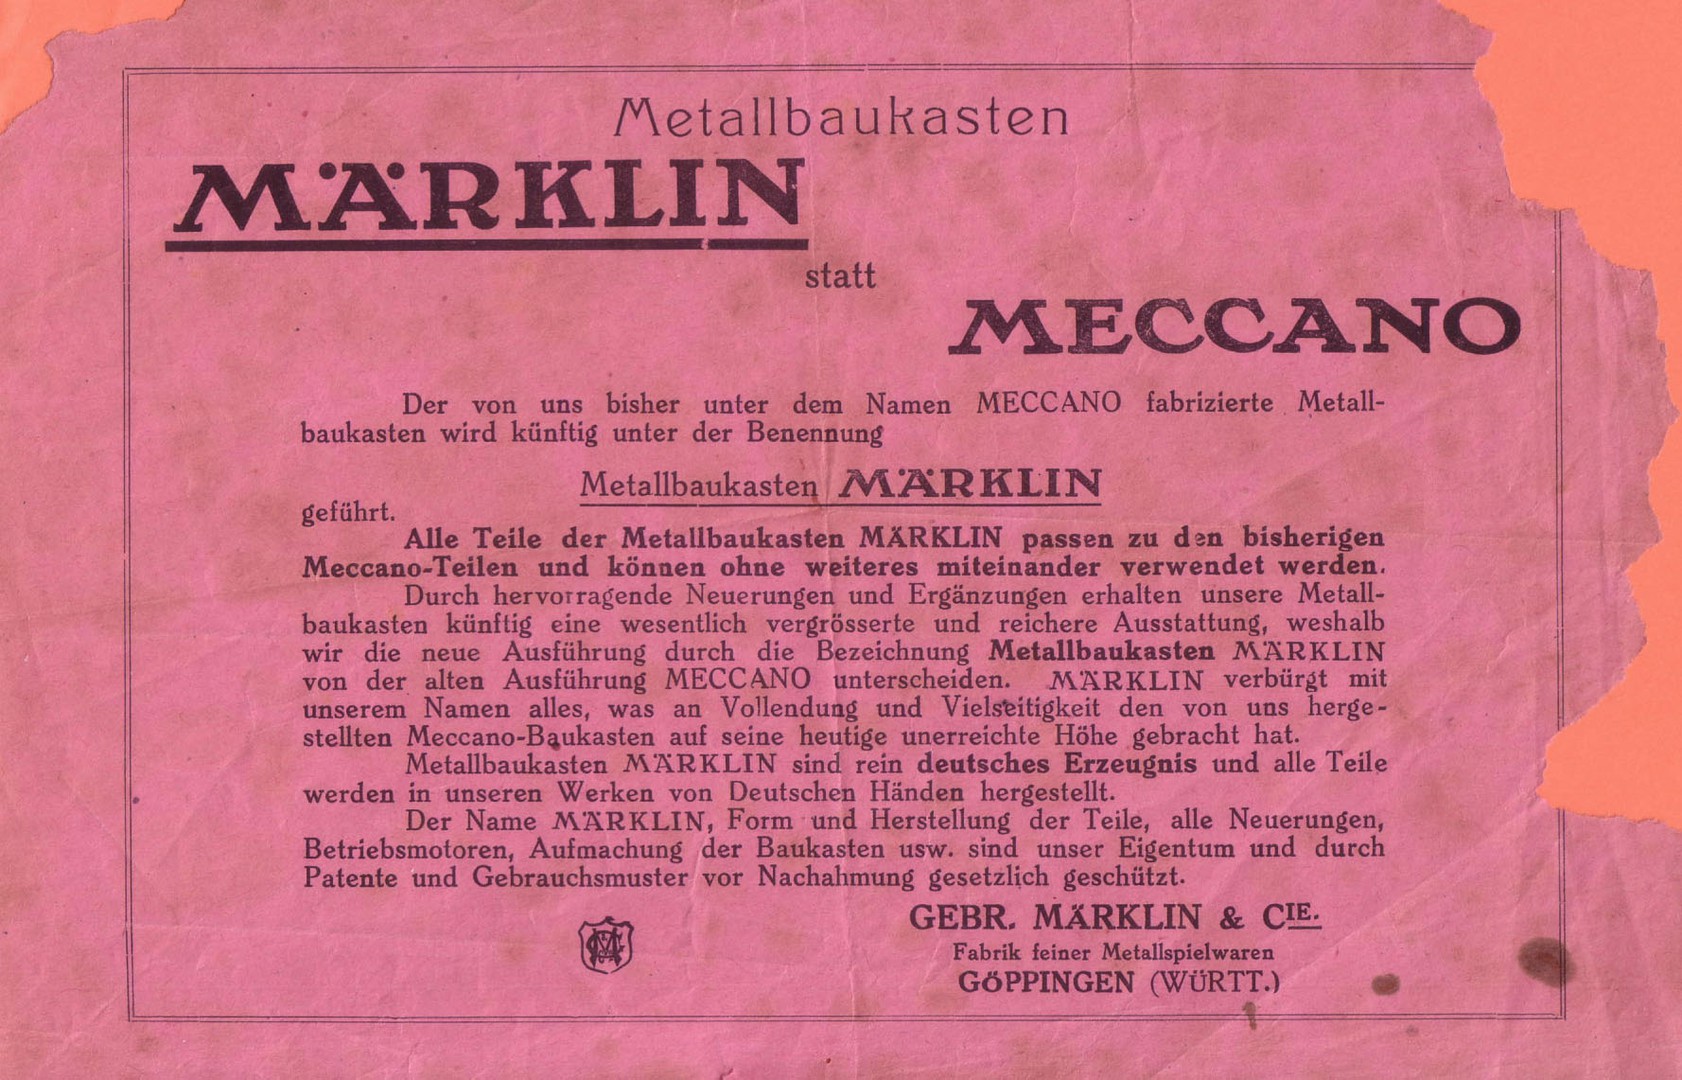 Metallbaukasten
MÄRKLIN
statt
MECCANO
Der von uns bisher unter dem Namen MECCANO fabrizierte Metall-
baukasten wird künftig unter der Benennung
Metallbaukasten MÄRKLIN
geführt.
Alle Teile der Metallbaukasten MÄRKLIN passen zu den bisherigen
Meccano-Teilen und können ohne weiteres miteinander verwendet werden.
Durch hervorragende Neuerungen und Ergänzungen erhalten unsere Metall-
baukasten künftig eine wesentlich vergrösserte und reichere Ausstattung, weshalb
wir die neue Ausführung durch die Bezeichnung Metallbaukasten MÄRKLIN
von der alten Ausführung MECCANO unterscheiden. MÄRKLIN verbürgt mit
unserem Namen alles, was an Vollendung und Vielseitigkeit den von uns herge-
stellten Meccano-Baukasten auf seine heutige unerreichte Höhe gebracht hat.
Metallbaukasten MÄRKLIN sind rein deutsches Erzeugnis und alle Teile
werden in unseren Werken von Deutschen Händen hergestellt.
Der Name MÄRKLIN, Form und Herstellung der Teile, alle Neuerungen,
Betriebsmotoren, Aufmachung der Baukasten usw. sind unser Eigentum und durch
Patente und Gebrauchsmuster vor Nachahmung gesetzlich geschützt.
GEBR. MÄRKLIN & CIE.
Fabrik feiner Metallspielwaren
GÖPPINGEN (WÜRTT.)